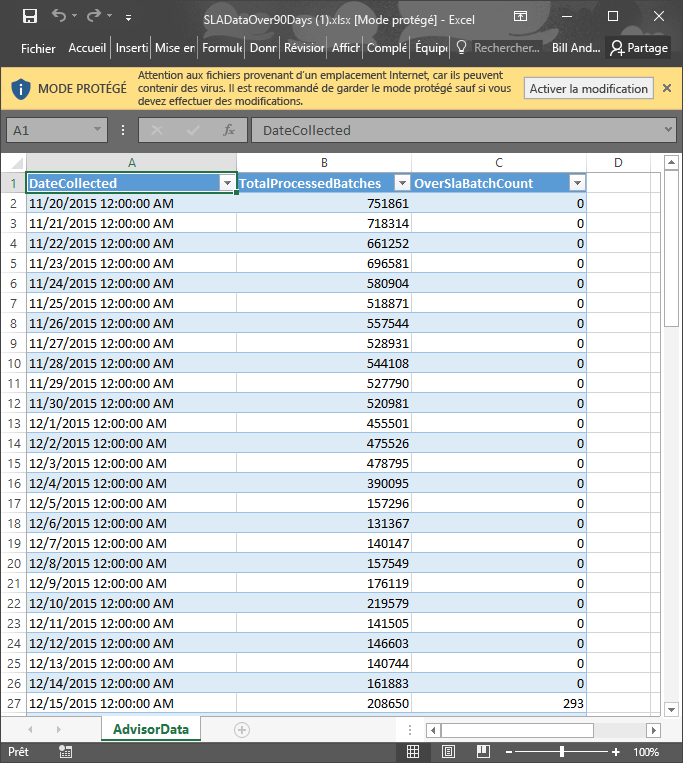 SLADataOver90Days (1).xlsx [Mode protégé] - Excel
Fichier Accueil Inserti Mise en Formule Donn Révision Affich Complé Équipe Rechercher... Bill And... Partage
MODE PROTÉGÉ
Attention aux fichiers provenant d'un emplacement Internet, car ils peuvent
contenir des virus. Il est recommandé de garder le mode protégé sauf si vous
devez effectuer des modifications.
Activer la modification
A1 fx DateCollected
A B C D
1 DateCollected TotalProcessedBatches OverSlaBatchCount
2 11/20/2015 12:00:00 AM 751861 0
3 11/21/2015 12:00:00 AM 718314 0
4 11/22/2015 12:00:00 AM 661252 0
5 11/23/2015 12:00:00 AM 696581 0
6 11/24/2015 12:00:00 AM 580904 0
7 11/25/2015 12:00:00 AM 518871 0
8 11/26/2015 12:00:00 AM 557544 0
9 11/27/2015 12:00:00 AM 528931 0
10 11/28/2015 12:00:00 AM 544108 0
11 11/29/2015 12:00:00 AM 527790 0
12 11/30/2015 12:00:00 AM 520981 0
13 12/1/2015 12:00:00 AM 455501 0
14 12/2/2015 12:00:00 AM 475526 0
15 12/3/2015 12:00:00 AM 478795 0
16 12/4/2015 12:00:00 AM 390095 0
17 12/5/2015 12:00:00 AM 157296 0
18 12/6/2015 12:00:00 AM 131367 0
19 12/7/2015 12:00:00 AM 140147 0
20 12/8/2015 12:00:00 AM 157549 0
21 12/9/2015 12:00:00 AM 176119 0
22 12/10/2015 12:00:00 AM 219579 0
23 12/11/2015 12:00:00 AM 141505 0
24 12/12/2015 12:00:00 AM 146603 0
25 12/13/2015 12:00:00 AM 140744 0
26 12/14/2015 12:00:00 AM 161883 0
27 12/15/2015 12:00:00 AM 208650 293
AdvisorData
Prêt 100%